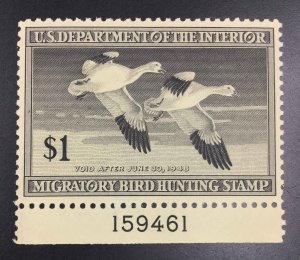 U.S. DEPARTMENT OF THE INTERIOR
$1
VOID AFTER JUNE 30, 1948
MIGRATORY BIRD HUNTING STAMP
159461